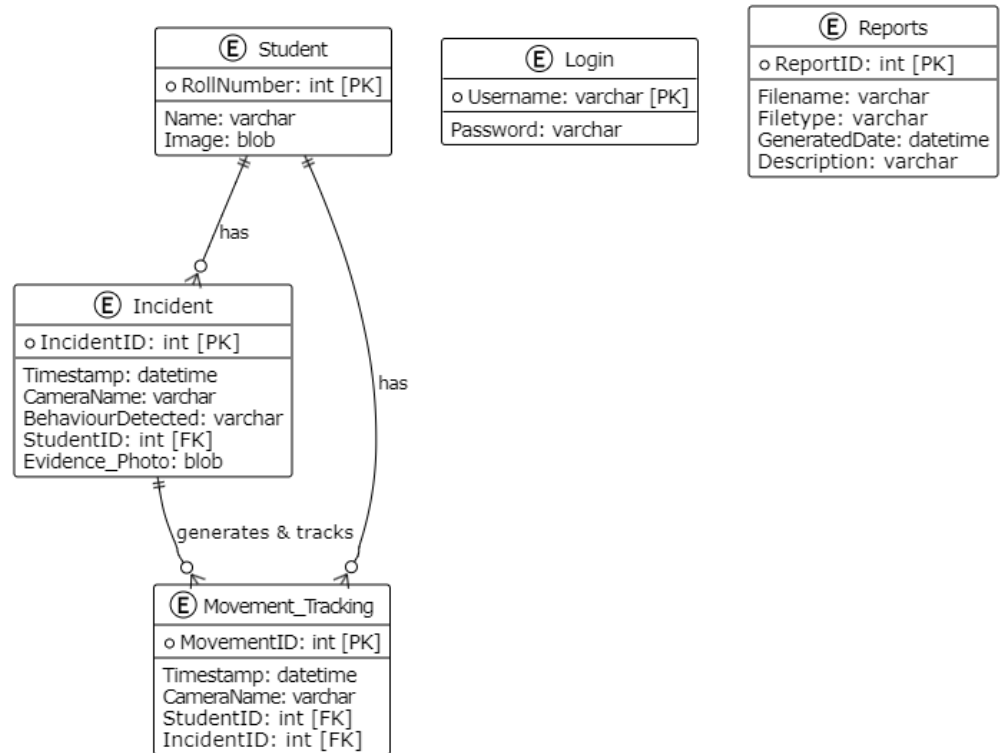 E Student
RollNumber: int [PK]
Name: varchar
Image: blob
E Login
Username: varchar [PK]
Password: varchar
E Reports
ReportID: int [PK]
Filename: varchar
Filetype: varchar
GeneratedDate: datetime
Description: varchar
has
E Incident
IncidentID: int [PK]
Timestamp: datetime
CameraName: varchar
BehaviourDetected: varchar
StudentID: int [FK]
Evidence_Photo: blob
has
generates & tracks
E Movement_Tracking
MovementID: int [PK]
Timestamp: datetime
CameraName: varchar
StudentID: int [FK]
IncidentID: int [FK]